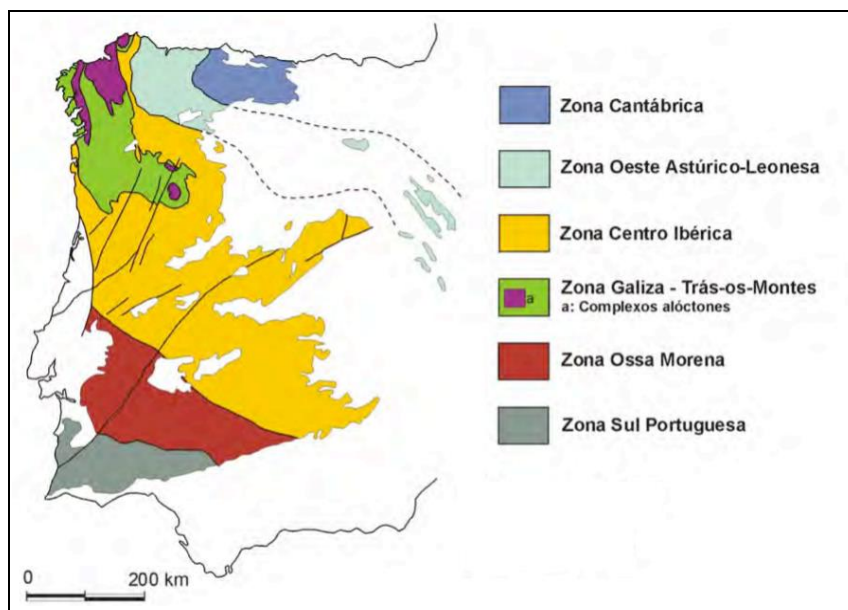 Zona Cantábrica
Zona Oeste Astúrico-Leonesa
Zona Centro Ibérica
Zona Galiza - Trás-os-Montes
a
a: Complexos alóctones
Zona Ossa Morena
Zona Sul Portuguesa
0 200 km